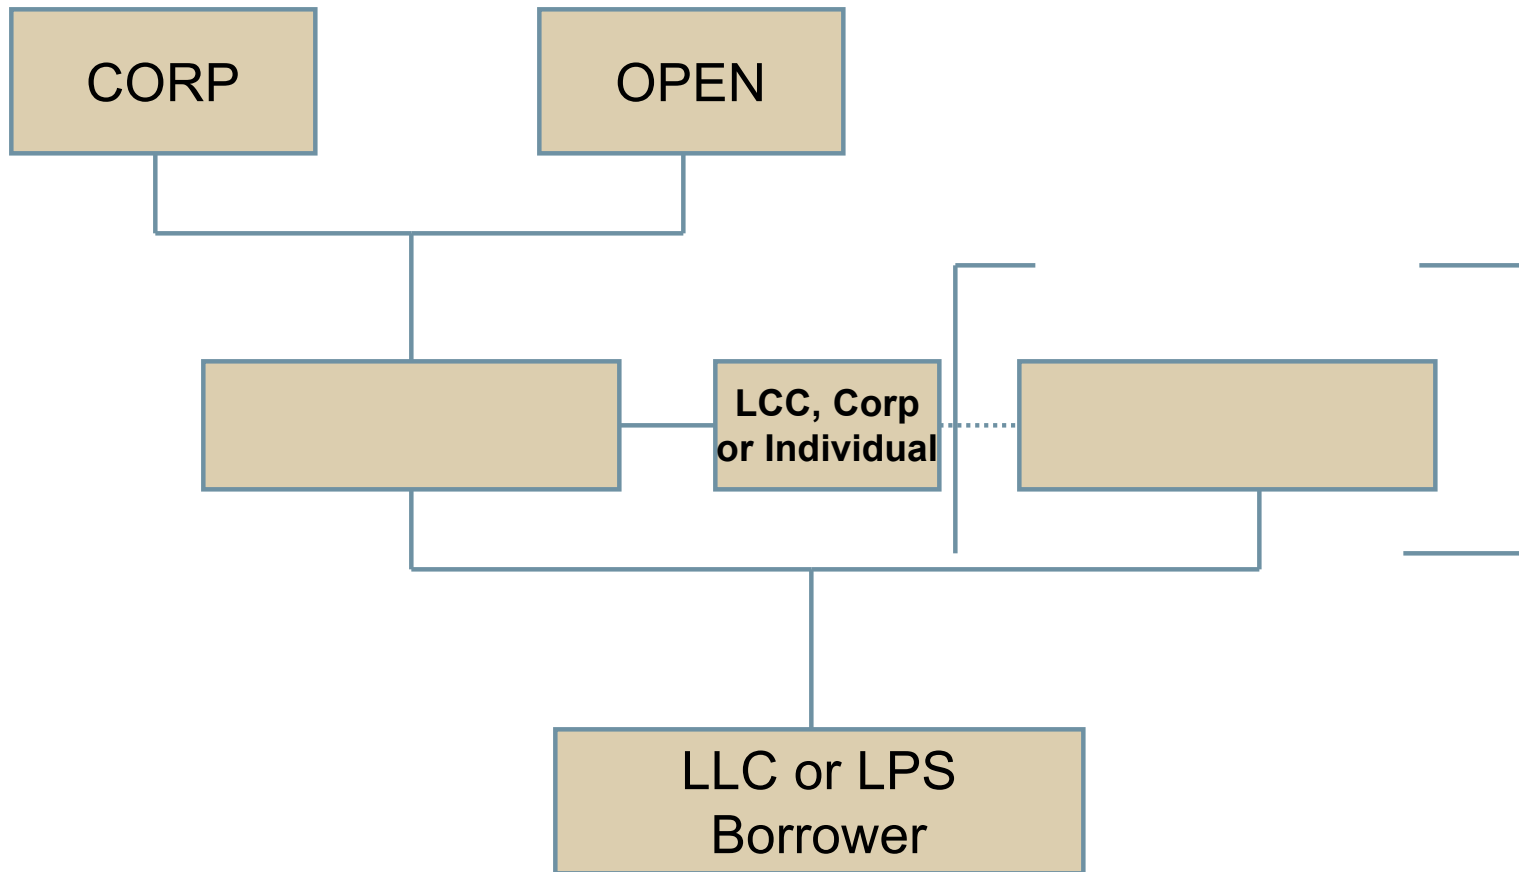 CORP
OPEN
LCC, Corp
or Individual
LLC or LPS
Borrower